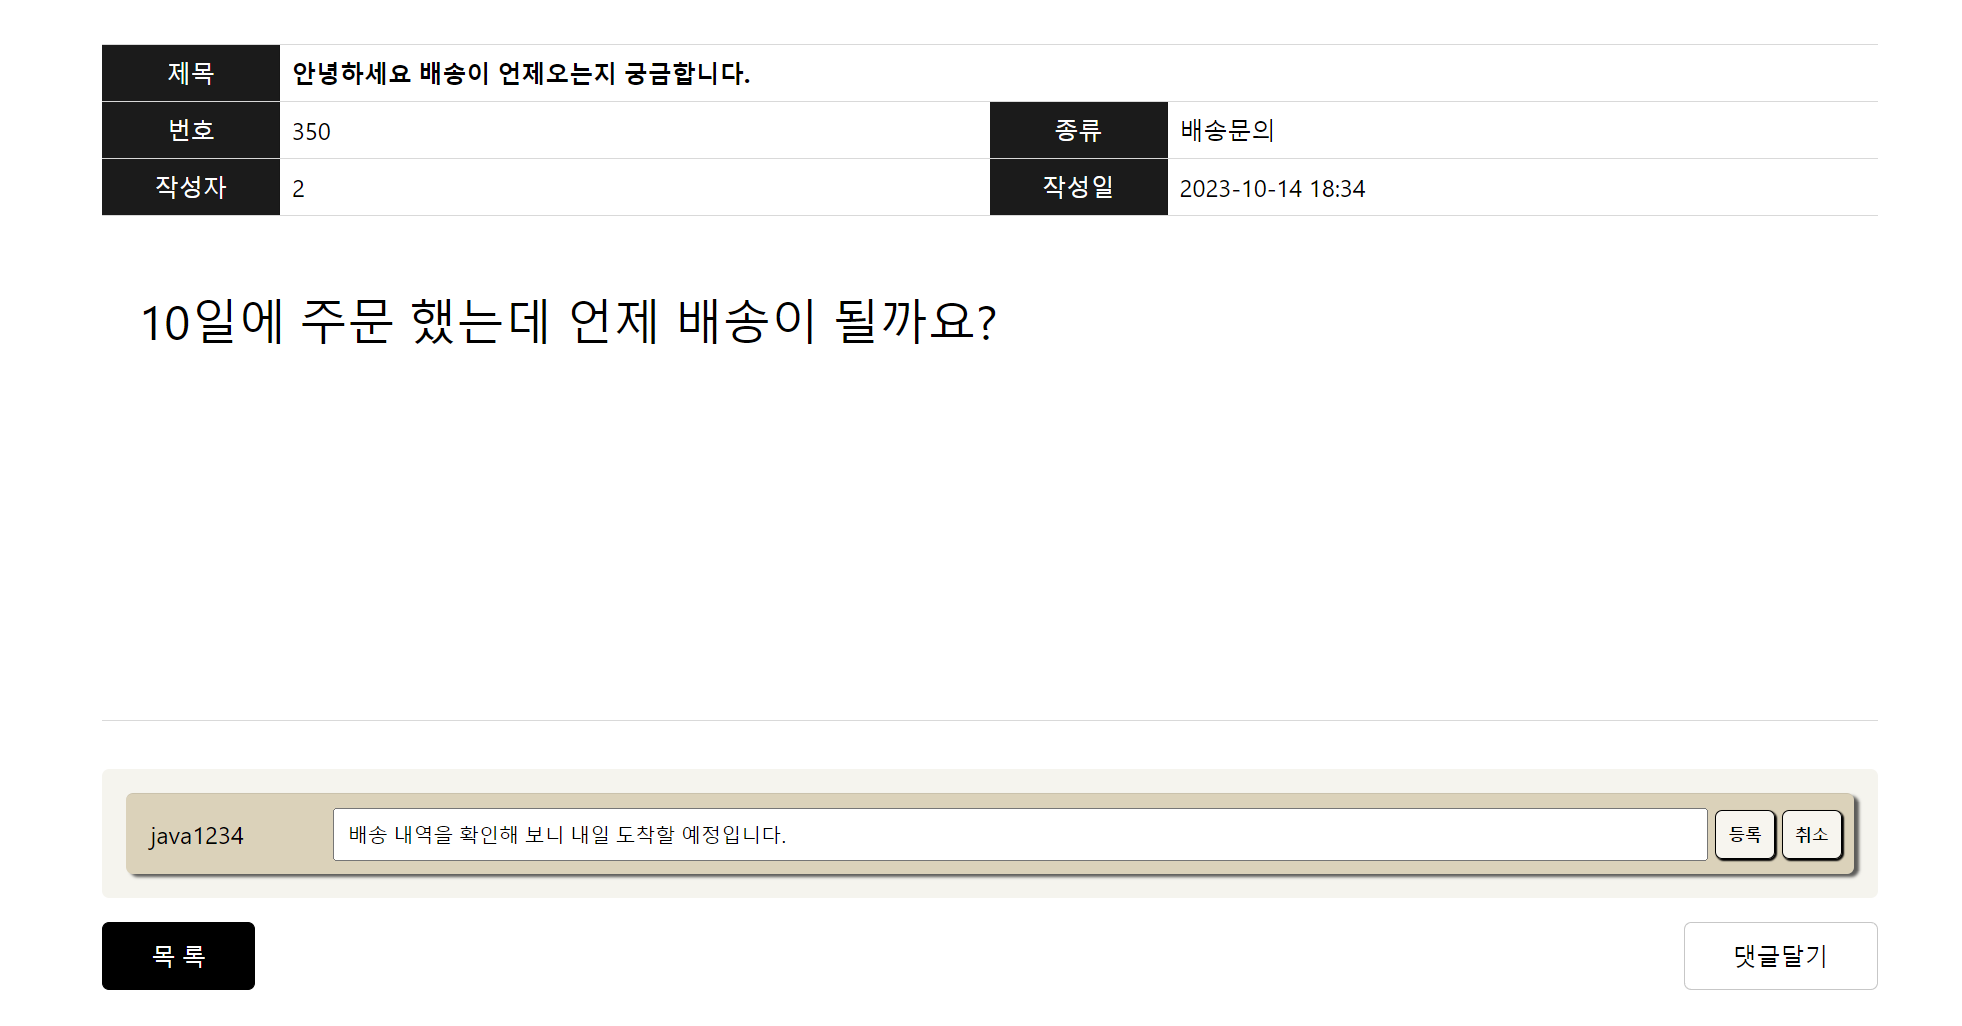 제목 안녕하세요 배송이 언제오는지 궁금합니다.
번호 350 종류 배송문의
작성자 2 작성일 2023-10-14 18:34
10일에 주문 했는데 언제 배송이 될까요?
java1234 배송 내역을 확인해 보니 내일 도착할 예정입니다. 등록 취소
목 록 댓글달기